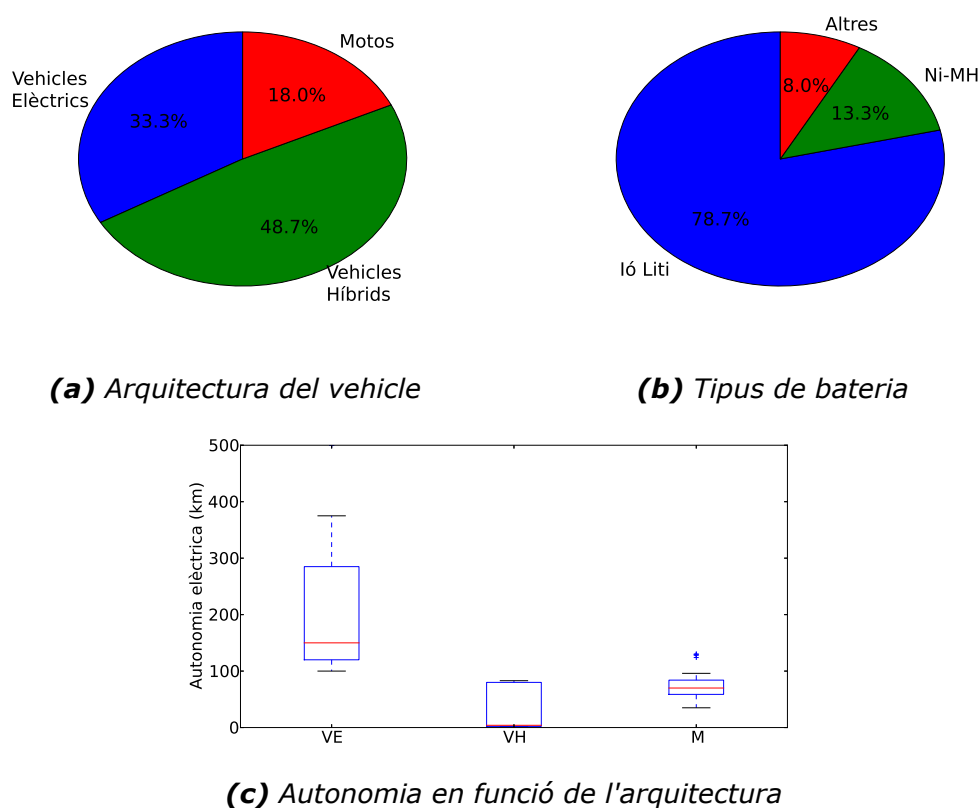 Motos
Vehicles
Elèctrics
18.0%
33.3%
48.7%
Vehicles
Híbrids
Altres
Ni-MH
8.0%
13.3%
78.7%
Ió Liti
(a) Arquitectura del vehicle
(b) Tipus de bateria
Autonomia elèctrica (km)
500
400
300
200
100
0
VE
VH
M
(c) Autonomia en funció de l'arquitectura